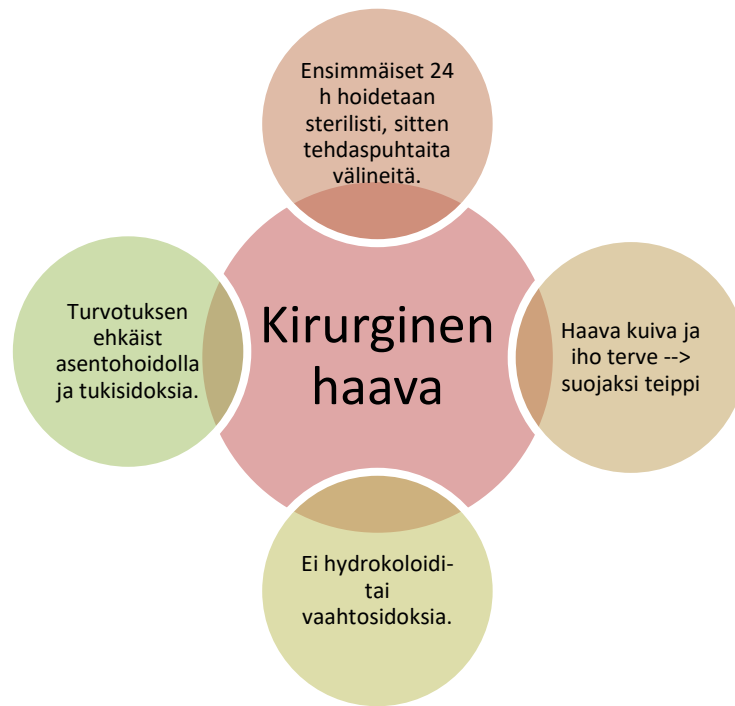 Ensimmäiset 24
h hoidetaan
sterilisti, sitten
tehdaspuhtaita
välineitä.
Kirurginen
haava
Haava kuiva ja
iho terve -->
suojaksi teippi
Ei hydrokoloidi-
tai
vaahtosidoksia.
Turvotuksen
ehkäist
asentohoidolla
ja tukisidoksia.